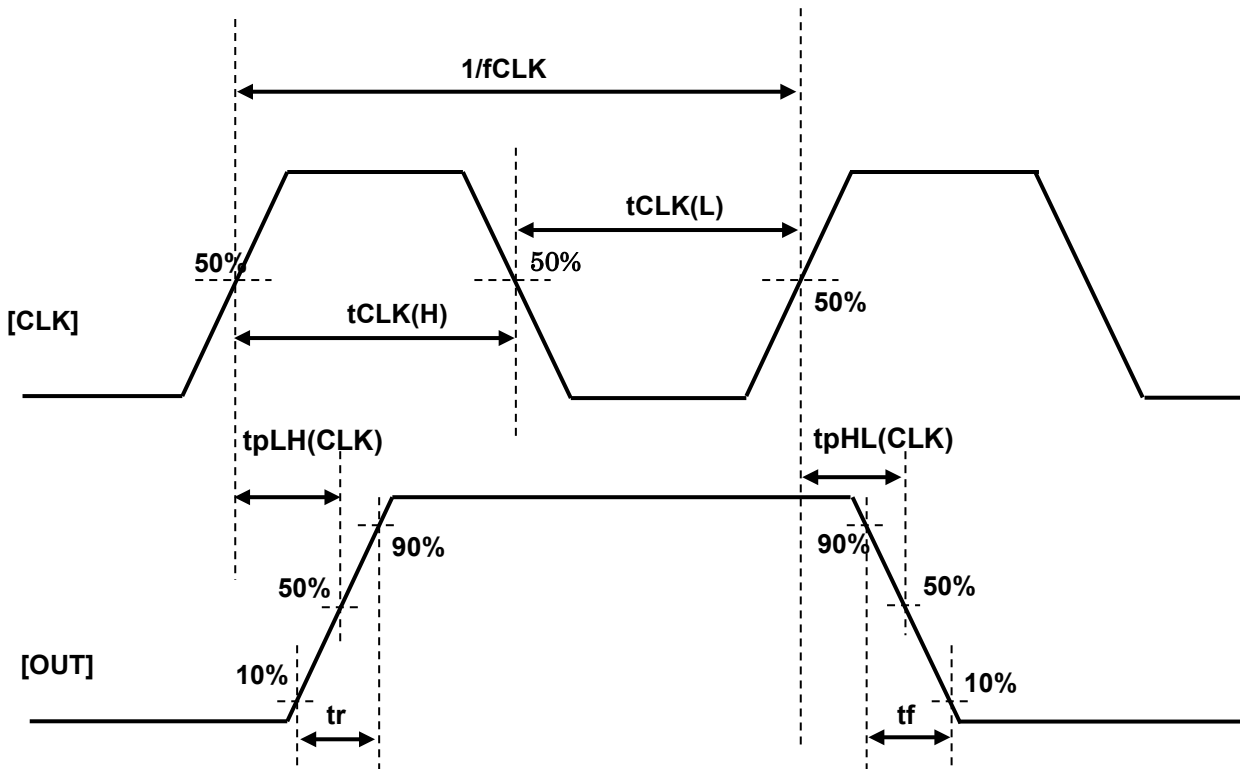 1/fCLK
tCLK(L)
50%
50%
50%
tCLK(H)
[CLK]
tpLH(CLK)
tpHL(CLK)
90%
90%
50%
50%
[OUT]
10%
10%
tr
tf